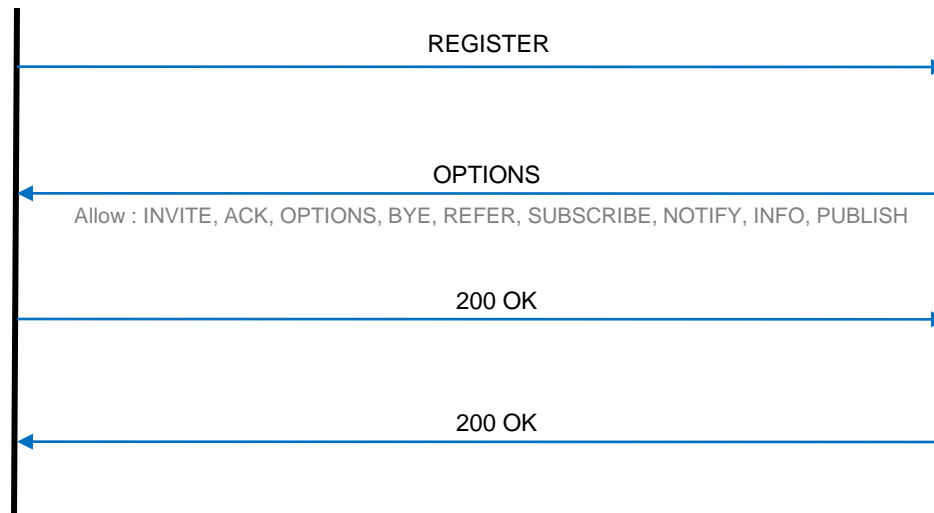 REGISTER
OPTIONS
Allow : INVITE, ACK, OPTIONS, BYE, REFER, SUBSCRIBE, NOTIFY, INFO, PUBLISH
200 OK
200 OK